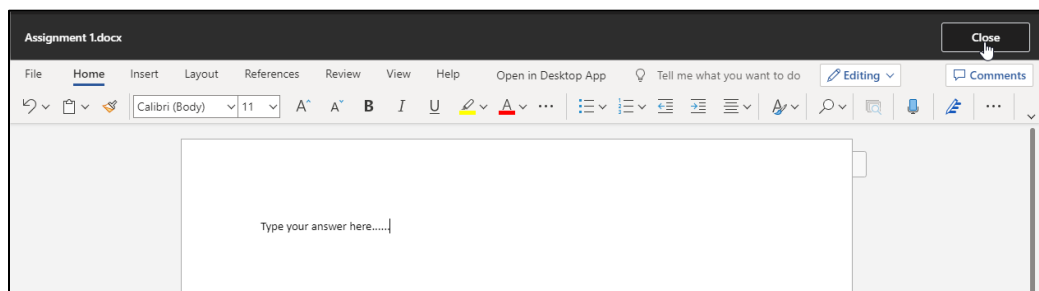 Assignment 1.docx Close
File Home Insert Layout References Review View Help Open in Desktop App Tell me what you want to do Editing Comments
Calibri (Body) 11 A A B I U A A
Type your answer here......